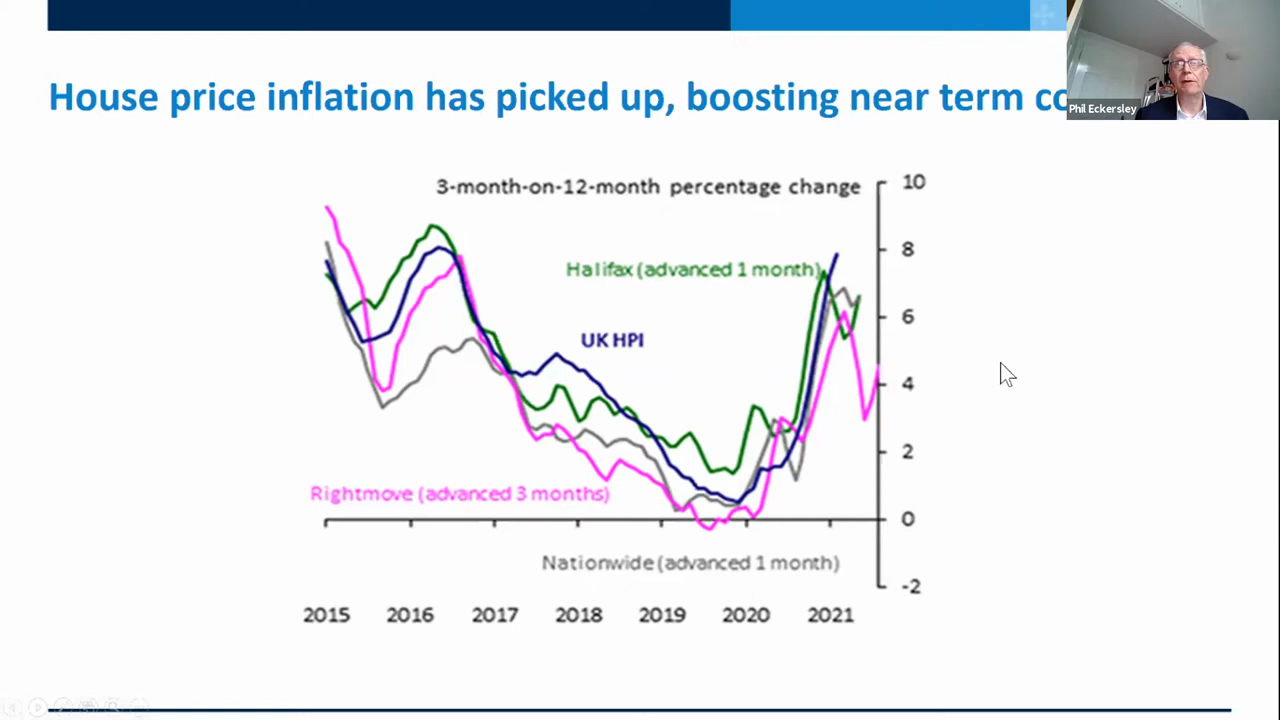 House price inflation has picked up, boosting near term co
Phil Eckersley
3-month-on-12-month percentage change
10
8
6
4
2
0
-2
Halifax (advanced 1 month)
UK HPI
Rightmove (advanced 3 months)
Nationwide (advanced 1 month)
2015 2016 2017 2018 2019 2020 2021